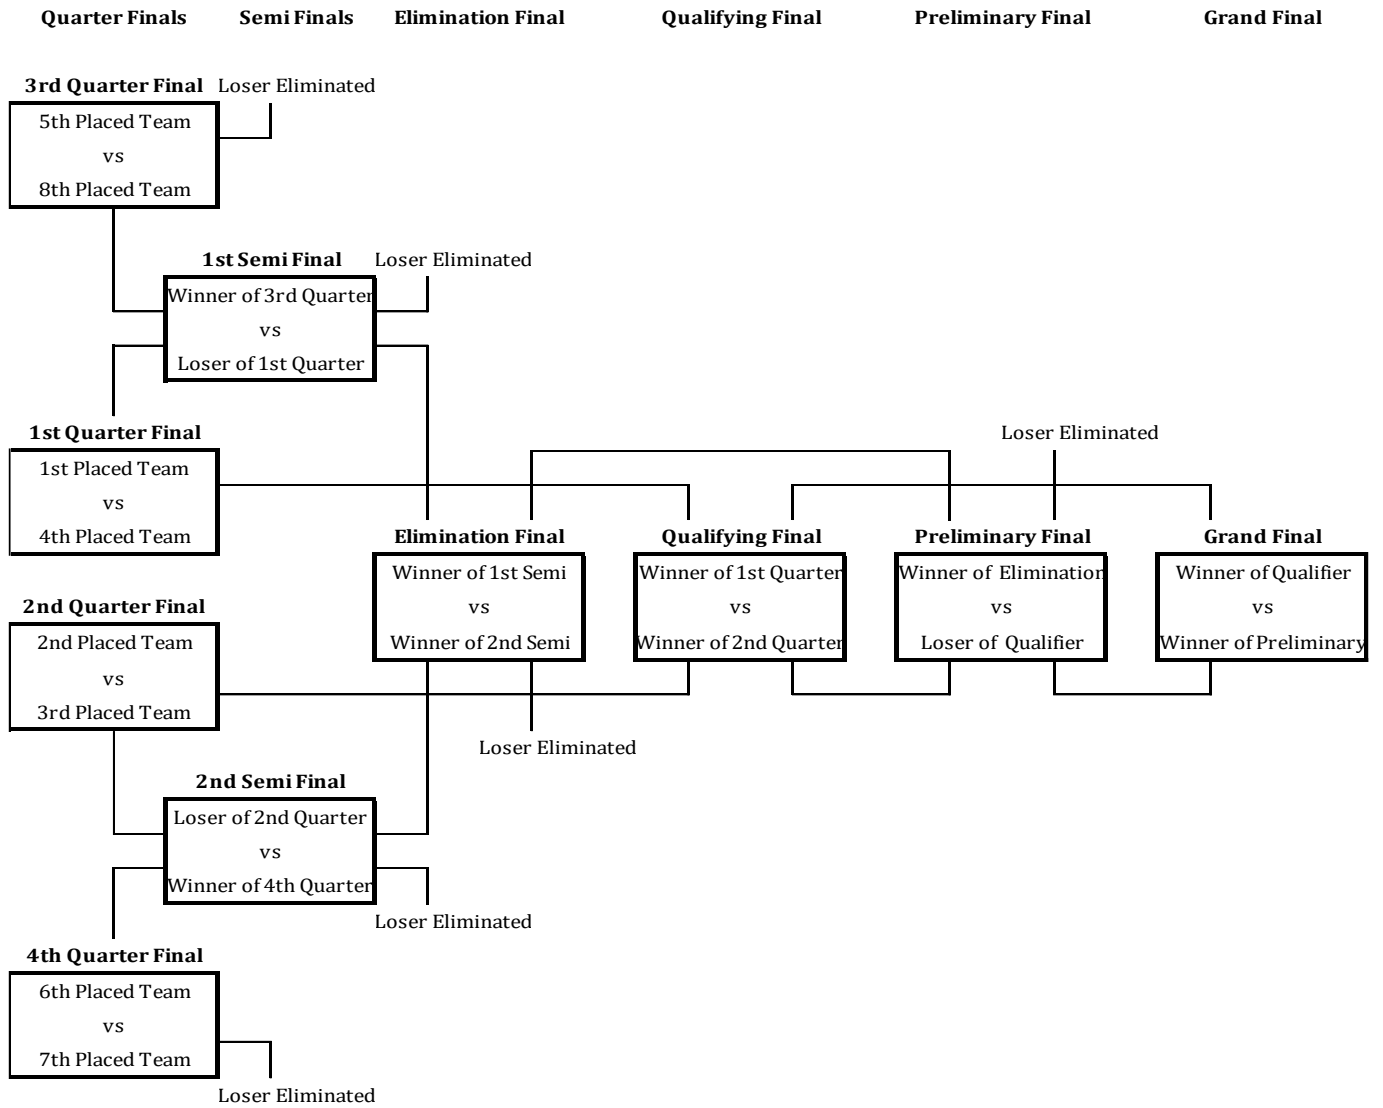 Quarter Finals Semi Finals Elimination Final Qualifying Final Preliminary Final Grand Final
3rd Quarter Final Loser Eliminated
5th Placed Team
vs
8th Placed Team
1st Semi Final Loser Eliminated
Winner of 3rd Quarter
vs
Loser of 1st Quarter
1st Quarter Final
1st Placed Team
vs
4th Placed Team
Loser Eliminated
Elimination Final
Winner of 1st Semi
vs
Winner of 2nd Semi
Loser Eliminated
Qualifying Final
Winner of 1st Quarter
vs
Winner of 2nd Quarter
Preliminary Final
Winner of Elimination
vs
Loser of Qualifier
Grand Final
Winner of Qualifier
vs
Winner of Preliminary
2nd Quarter Final
2nd Placed Team
vs
3rd Placed Team
2nd Semi Final
Loser of 2nd Quarter
vs
Winner of 4th Quarter
Loser Eliminated
4th Quarter Final
6th Placed Team
vs
7th Placed Team
Loser Eliminated